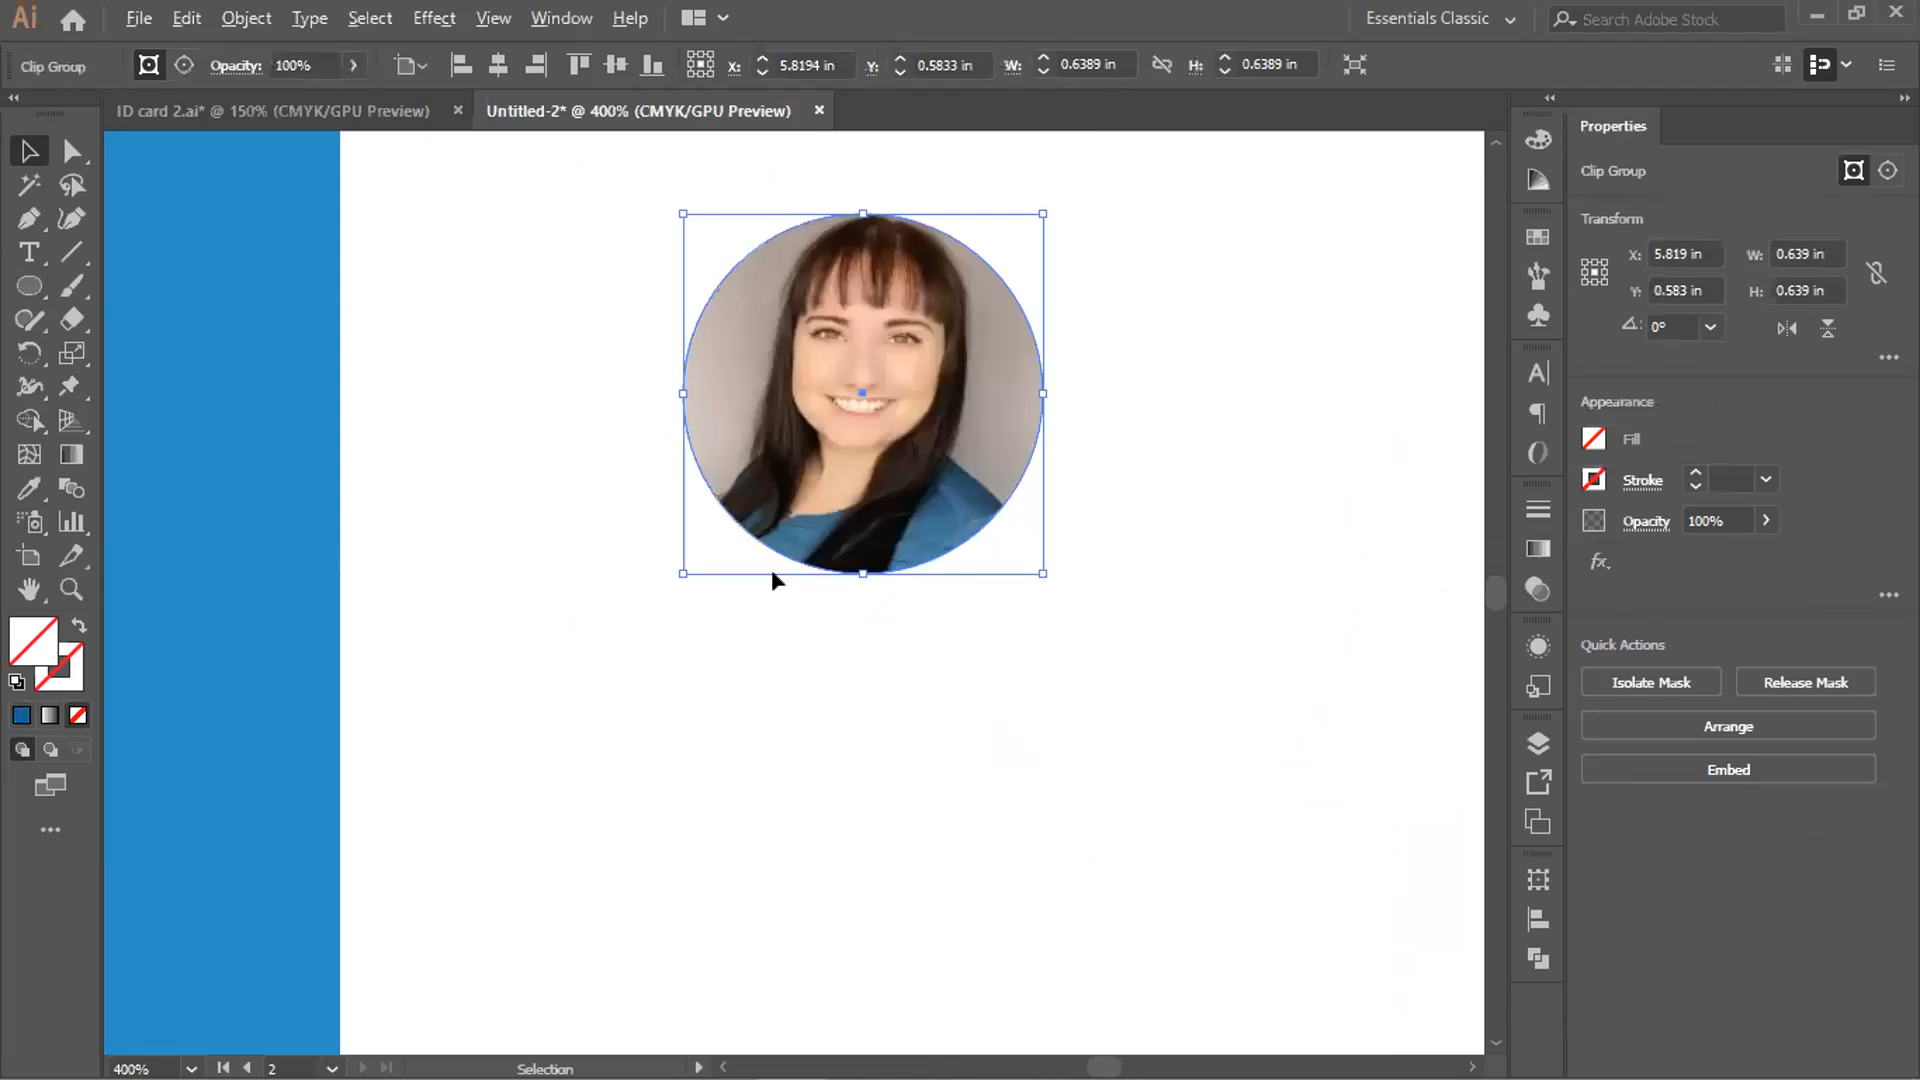 Ai File Edit Object Type Select Effect View Window Help Essentials Classic Search Adobe Stock
Clip Group Opacity: 100% X: 5.8194 in Y: 0.5833 in W: 0.6389 in H: 0.6389 in
ID card 2.ai* @ 150% (CMYK/GPU Preview) Untitled-2* @ 400% (CMYK/GPU Preview)
Properties
Clip Group
Transform
X: 5.819 in W: 0.639 in
Y: 0.583 in H: 0.639 in
0°
Appearance
Fill
Stroke
Opacity 100%
fx.
Quick Actions
Isolate Mask Release Mask
Arrange
Embed
400% 2 Selection